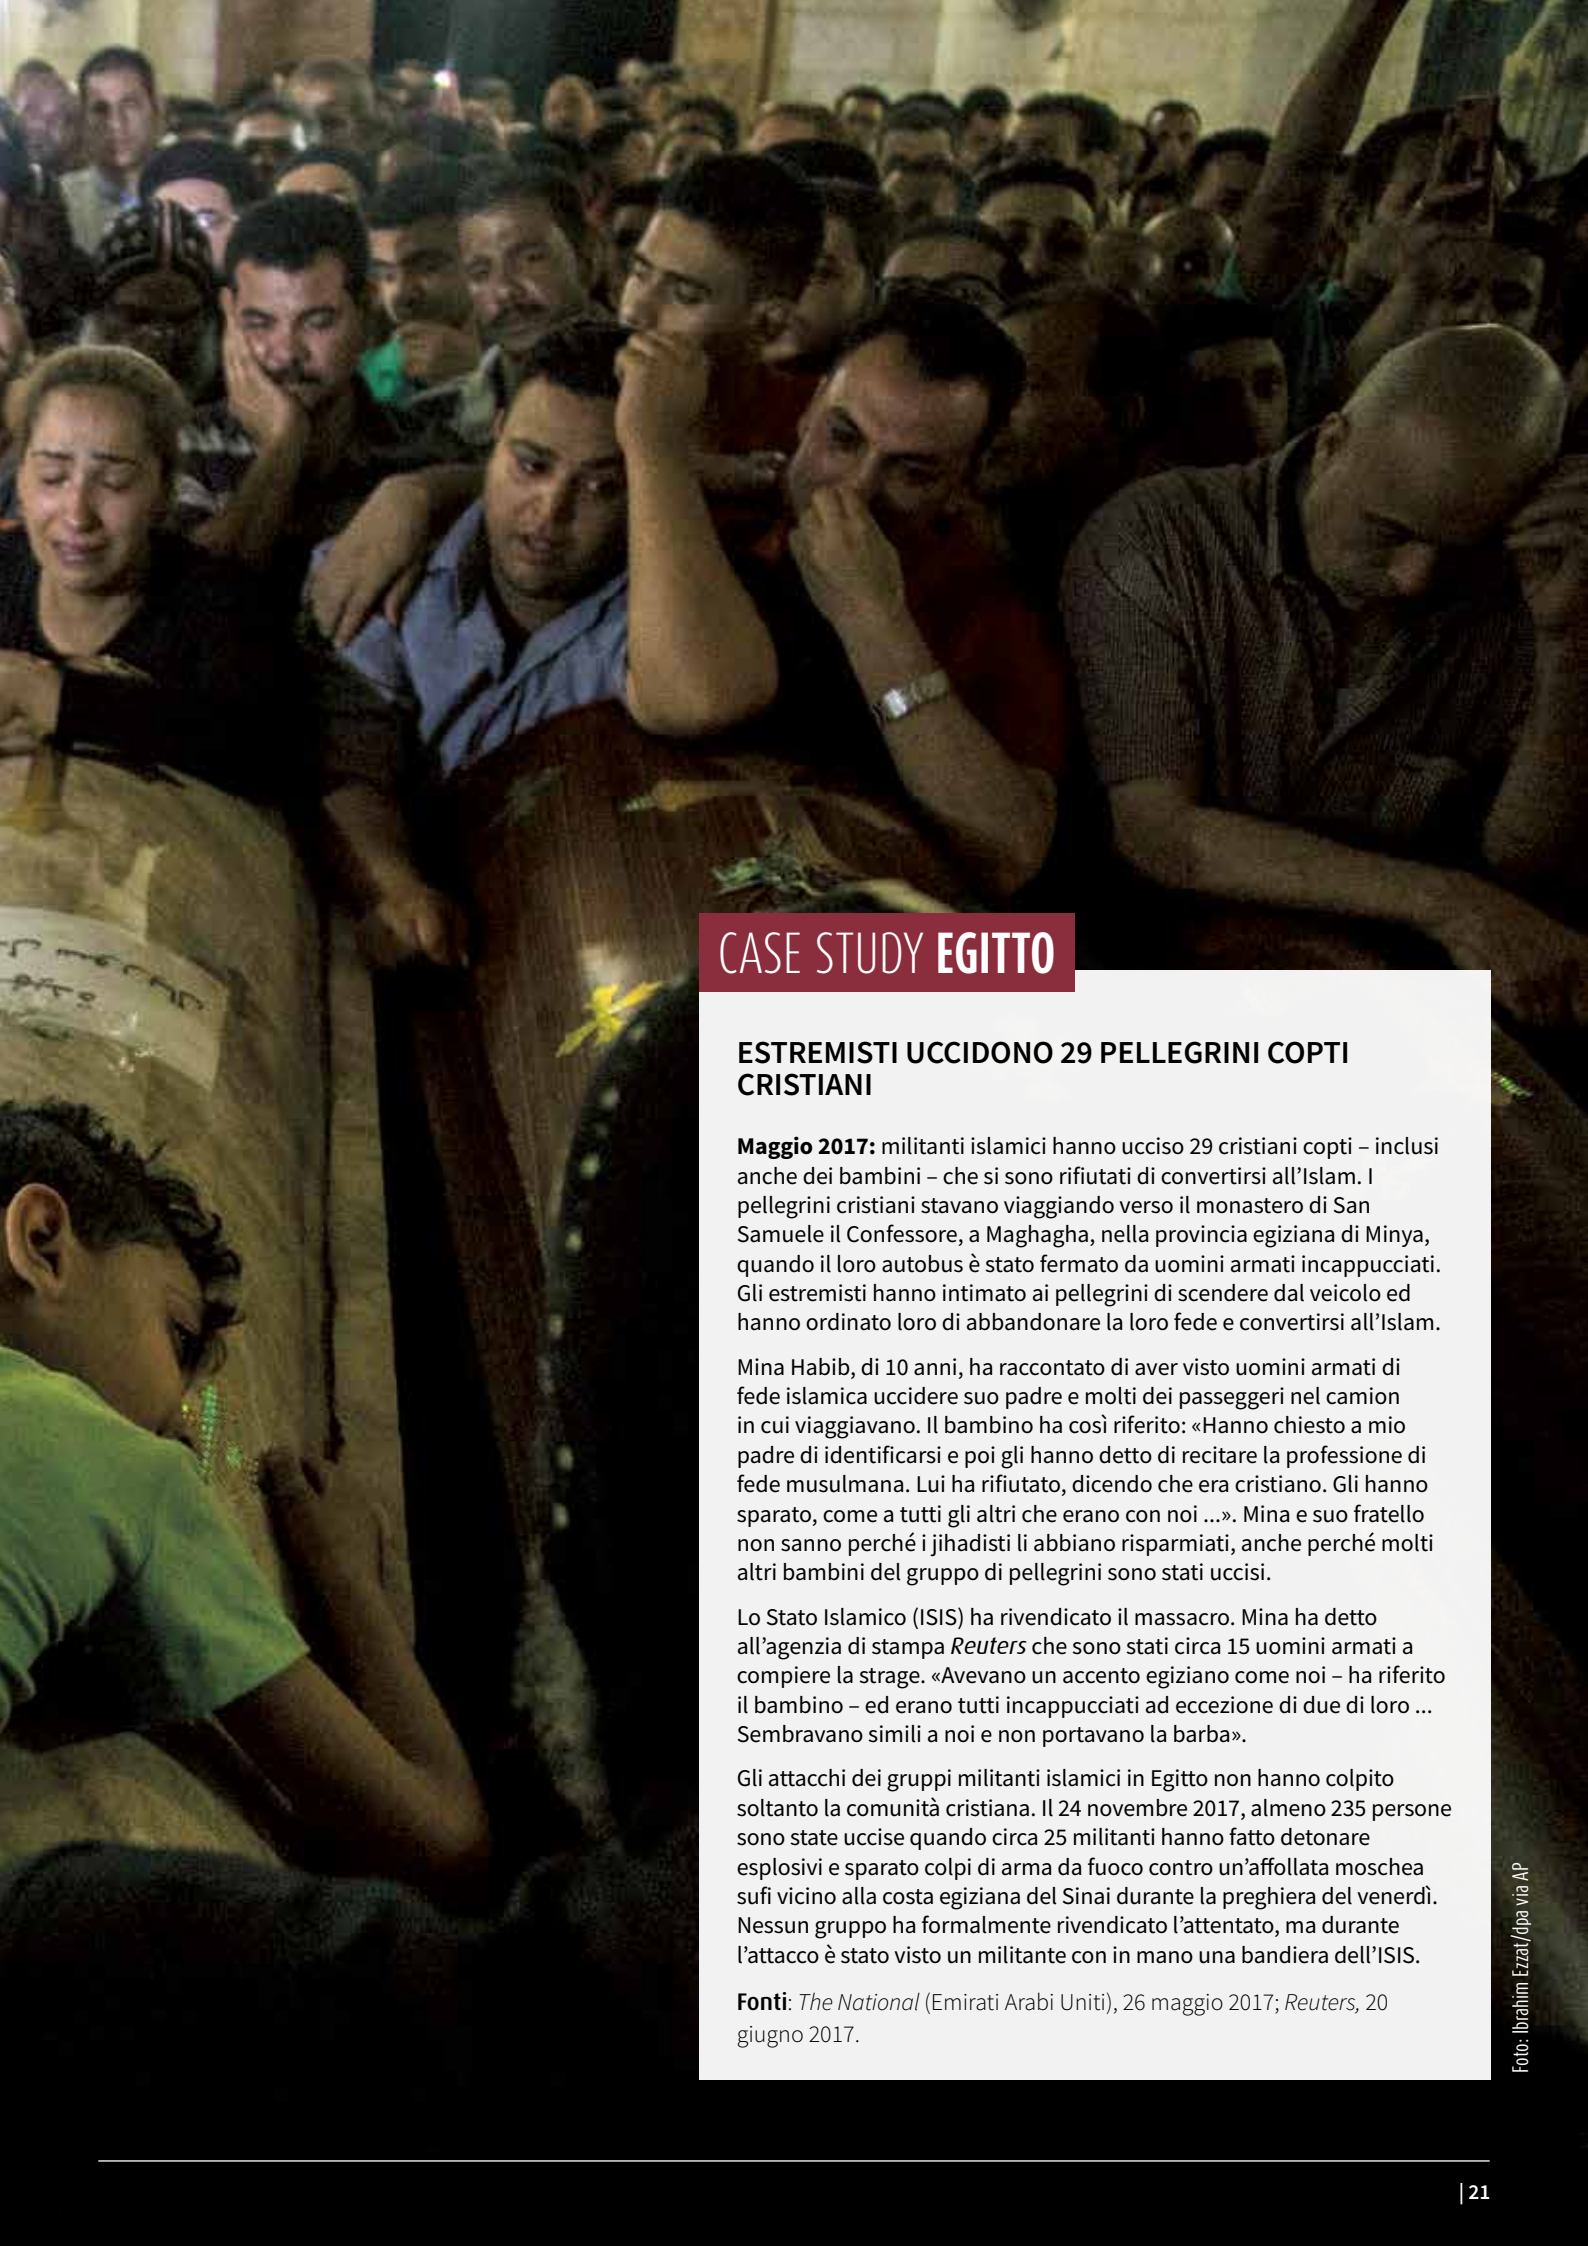 CASE STUDY EGITTO
ESTREMISTI UCCIDONO 29 PELLEGRINI COPTI
CRISTIANI
Maggio 2017: militanti islamici hanno ucciso 29 cristiani copti – inclusi
anche dei bambini – che si sono rifiutati di convertirsi all’Islam. I
pellegrini cristiani stavano viaggiando verso il monastero di San
Samuele il Confessore, a Maghagha, nella provincia egiziana di Minya,
quando il loro autobus è stato fermato da uomini armati incappucciati.
Gli estremisti hanno intimato ai pellegrini di scendere dal veicolo ed
hanno ordinato loro di abbandonare la loro fede e convertirsi all’Islam.
Mina Habib, di 10 anni, ha raccontato di aver visto uomini armati di
fede islamica uccidere suo padre e molti dei passeggeri nel camion
in cui viaggiavano. Il bambino ha così riferito: «Hanno chiesto a mio
padre di identificarsi e poi gli hanno detto di recitare la professione di
fede musulmana. Lui ha rifiutato, dicendo che era cristiano. Gli hanno
sparato, come a tutti gli altri che erano con noi ...». Mina e suo fratello
non sanno perché i jihadisti li abbiano risparmiati, anche perché molti
altri bambini del gruppo di pellegrini sono stati uccisi.
Lo Stato Islamico (ISIS) ha rivendicato il massacro. Mina ha detto
all’agenzia di stampa Reuters che sono stati circa 15 uomini armati a
compiere la strage. «Avevano un accento egiziano come noi – ha riferito
il bambino – ed erano tutti incappucciati ad eccezione di due di loro ...
Sembravano simili a noi e non portavano la barba».
Gli attacchi dei gruppi militanti islamici in Egitto non hanno colpito
soltanto la comunità cristiana. Il 24 novembre 2017, almeno 235 persone
sono state uccise quando circa 25 militanti hanno fatto detonare
esplosivi e sparato colpi di arma da fuoco contro un’affollata moschea
sufi vicino alla costa egiziana del Sinai durante la preghiera del venerdì.
Nessun gruppo ha formalmente rivendicato l’attentato, ma durante
l’attacco è stato visto un militante con in mano una bandiera dell’ISIS.
Fonti: The National (Emirati Arabi Uniti), 26 maggio 2017; Reuters, 20
giugno 2017.
Foto: Ibrahim Ezzat/dpa via AP
| 21